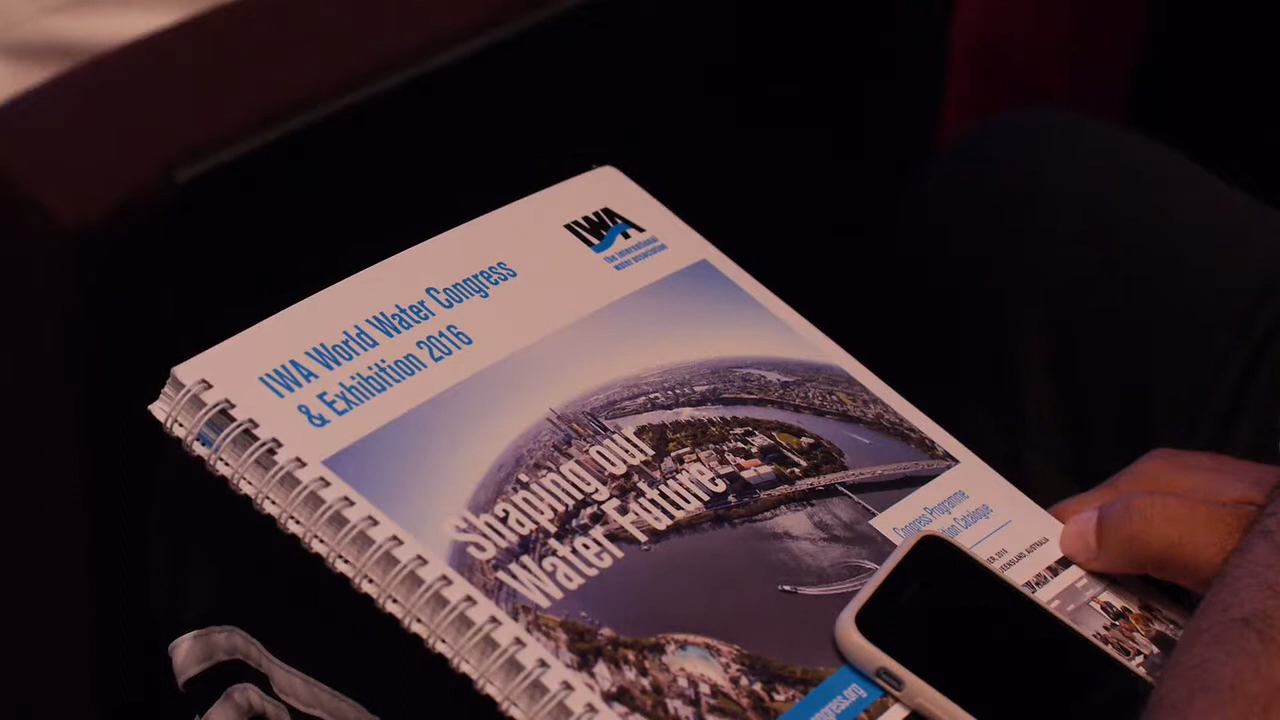 IWA
the international
water association
IWA World Water Congress
& Exhibition 2016
Shaping our
Water Future
Congress Programme
Catalogue
QUEENSLAND, AUSTRALIA